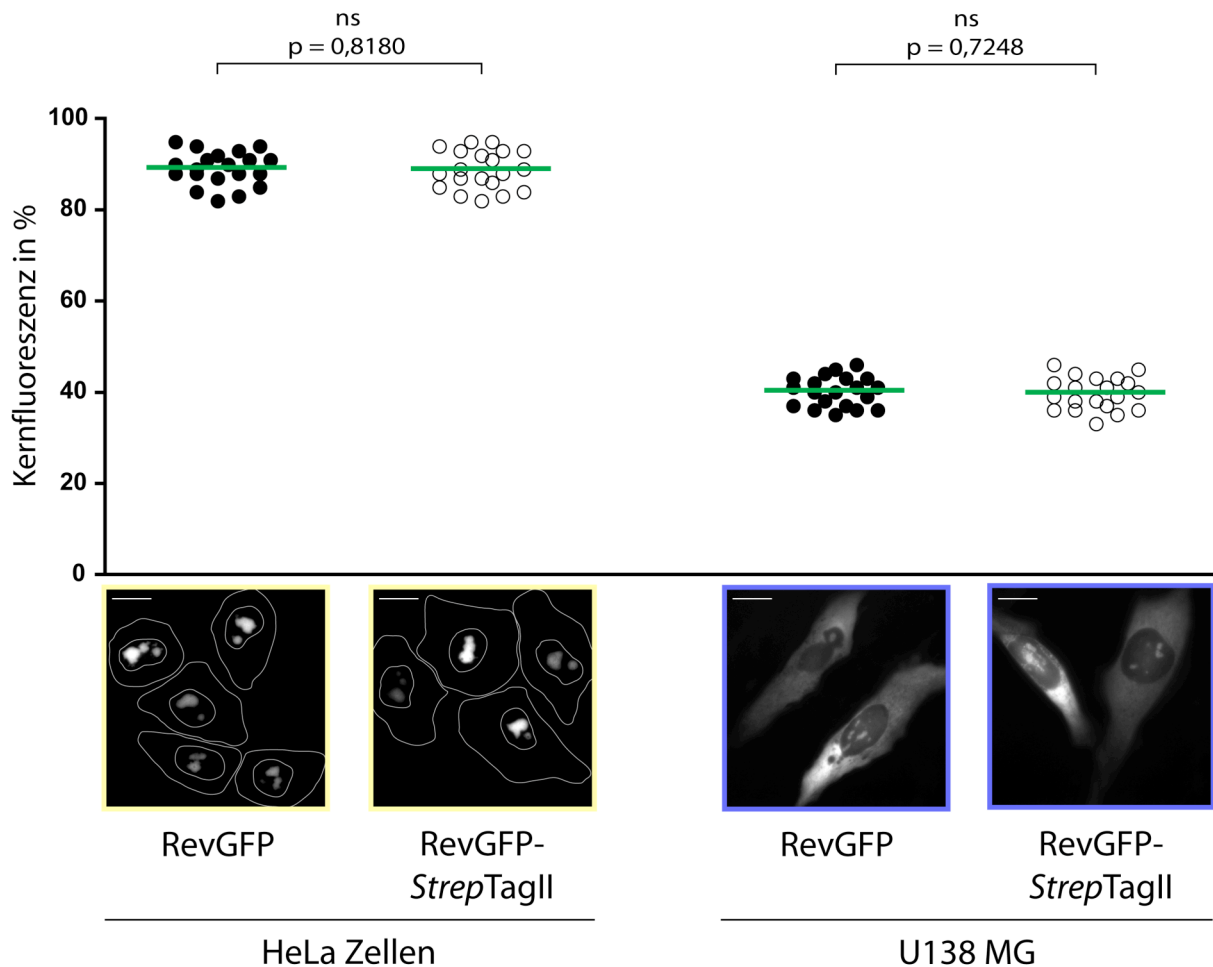 ns
p = 0,8180
ns
p = 0,7248
Kernfluoreszenz in %
100
80
60
40
20
0
RevGFP
RevGFP-
StrepTagII
RevGFP
RevGFP-
StrepTagII
HeLa Zellen
U138 MG